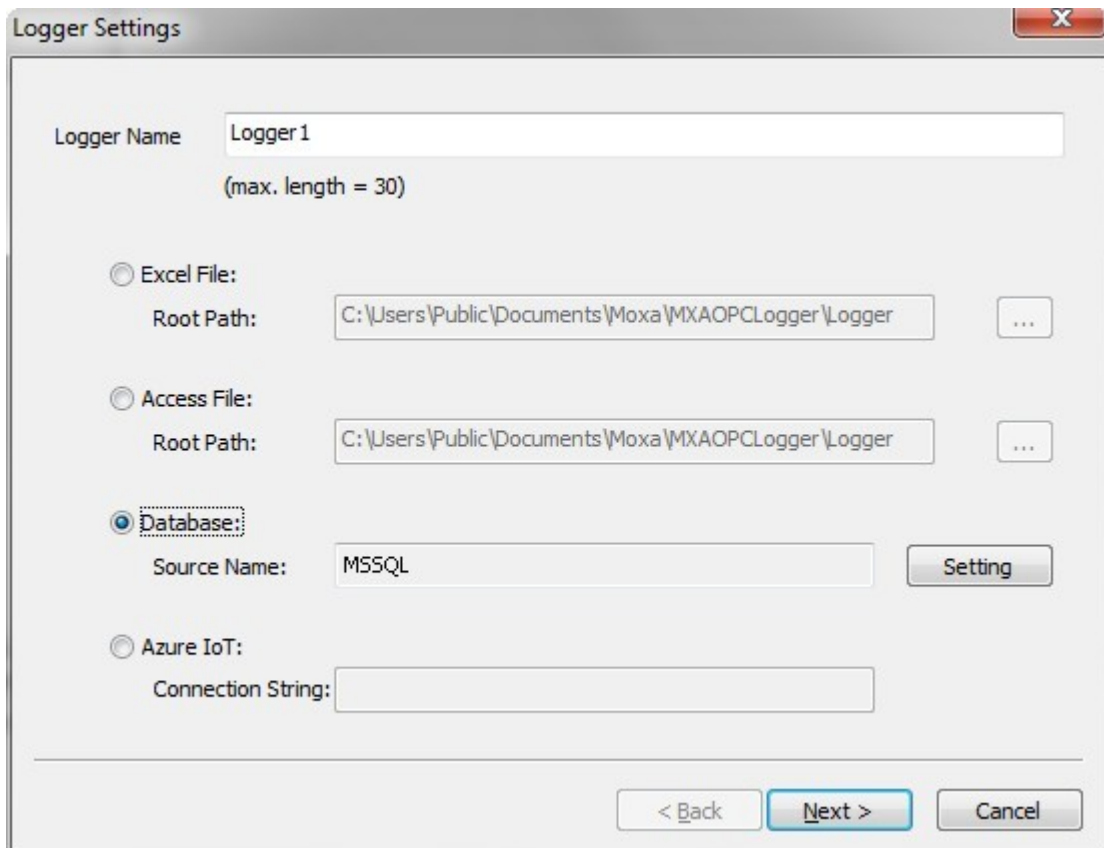 Logger Settings
x
Logger Name
Logger1
(max. length = 30)
Excel File:
Root Path:
C:\Users\Public\Documents\Moxa\MXAOPCLogger\Logger
...
Access File:
Root Path:
C:\Users\Public\Documents\Moxa\MXAOPCLogger\Logger
...
Database:
Source Name:
MSSQL
Setting
Azure IoT:
Connection String:
< Back
Next >
Cancel